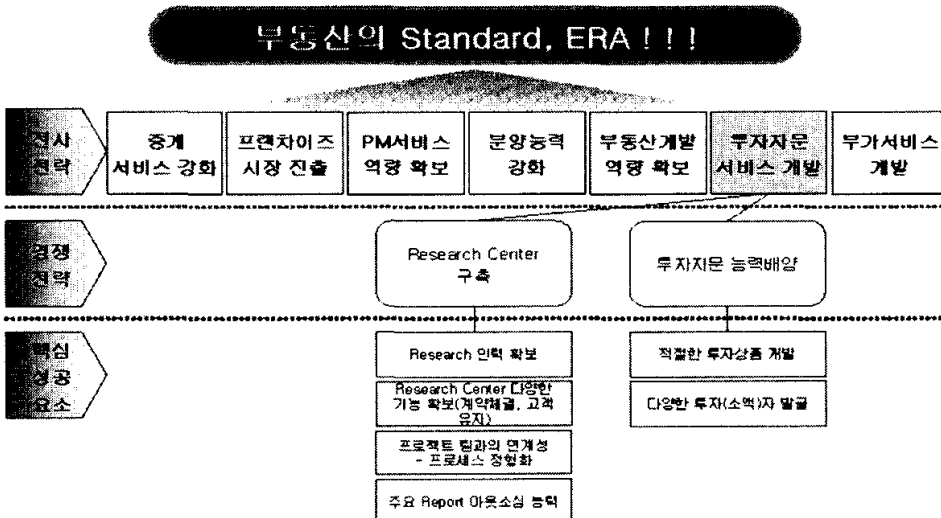 부동산의 Standard, ERA ! ! !
전사
전략
중계
서비스 강화
프랜차이즈
시장 진출
PM서비스
역량 확보
분양능력
강화
부동산개발
역량 확보
투자자문
서비스 개발
부가서비스
개발
경쟁
전략
Research Center
구축
투자자문 능력배양
핵심
성공
요소
Research 인력 확보
Research Center 다양한
기능 확보(계약체결, 고객
유지)
프로젝트 팀과의 연계성
- 프로세스 정형화
주요 Report 아웃소싱 능력
적절한 투자상품 개발
다양한 투자(소액)자 발굴